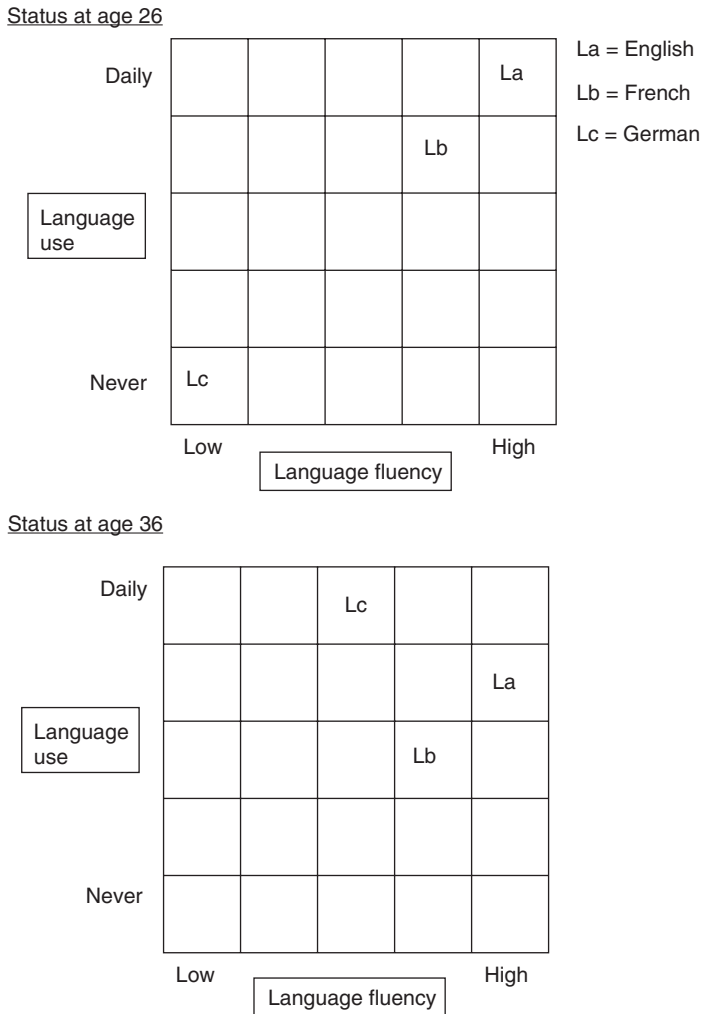 Status at age 26
Daily
La
La = English
Lb
Lb = French
Lc = German
Language
use
Never
Lc
Low
High
Language fluency
Status at age 36
Daily
Lc
La
Language
use
Lb
Never
Low
High
Language fluency